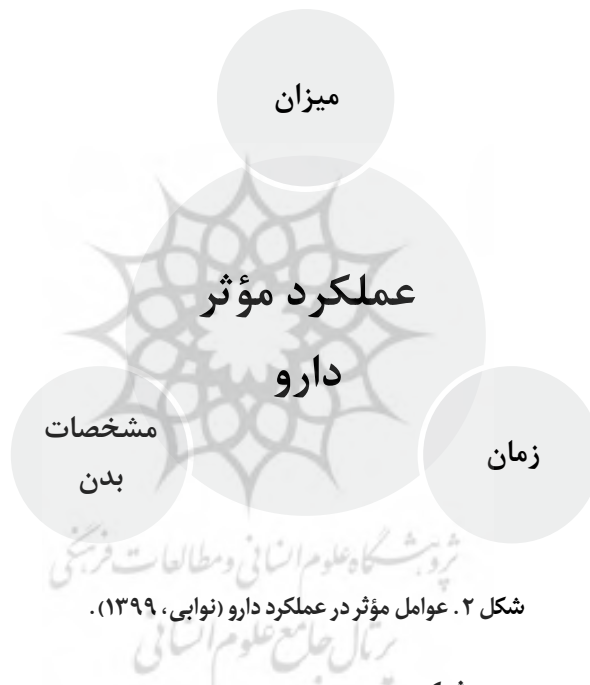 میزان
عملکرد مؤثر
دارو
مشخصات
بدن
زمان
پژوهشگاه علوم انسانی و مطالعات فرهنگی
شکل ۲. عوامل مؤثر در عملکرد دارو (نوابی، ۱۳۹۹).
پرتال جامع علوم انسانی